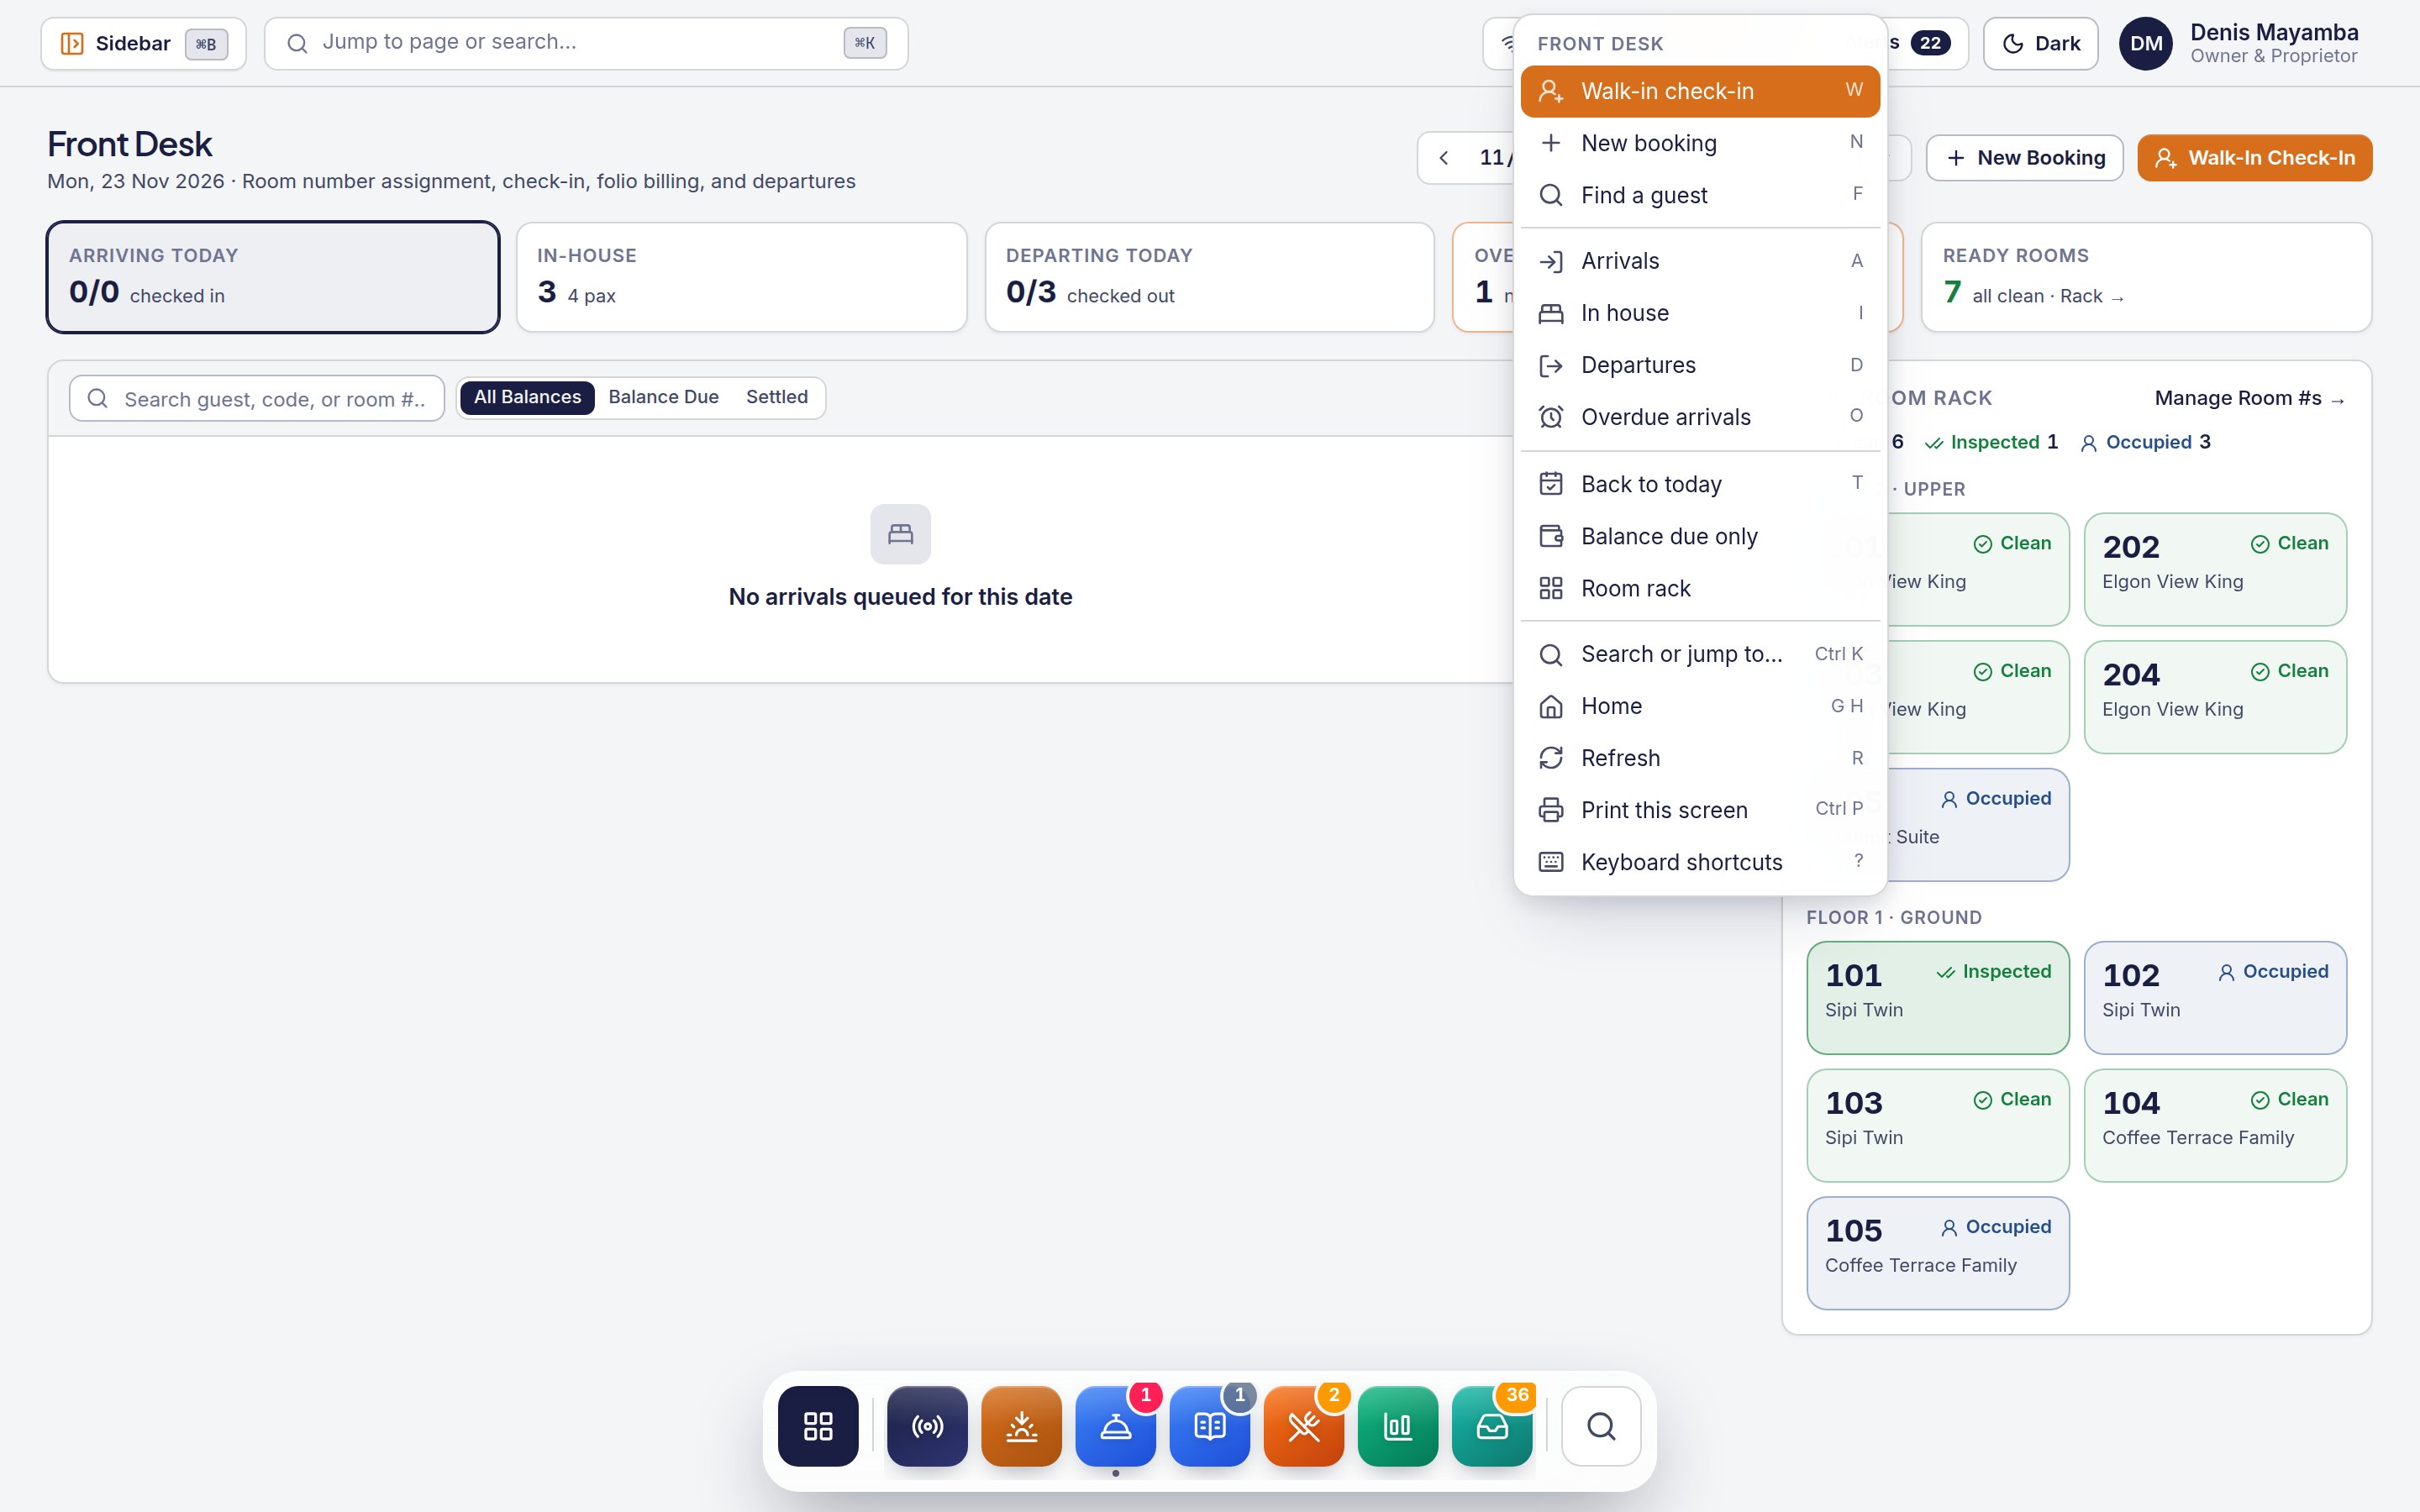 Sidebar ⌘B
Jump to page or search... ⌘K
22
Dark
DM
Denis Mayamba
Owner & Proprietor
Front Desk
Mon, 23 Nov 2026 · Room number assignment, check-in, folio billing, and departures
11/
New Booking
Walk-In Check-In
ARRIVING TODAY
0/0 checked in
IN-HOUSE
3 4 pax
DEPARTING TODAY
0/3 checked out
1
READY ROOMS
7 all clean · Rack →
Search guest, code, or room #..
All Balances
Balance Due
Settled
No arrivals queued for this date
FRONT DESK
Walk-in check-in W
New booking N
Find a guest F
Arrivals A
In house I
Departures D
Overdue arrivals O
Back to today T
Balance due only
Room rack
Search or jump to... Ctrl K
Home G H
Refresh R
Print this screen Ctrl P
Keyboard shortcuts ?
OM RACK
Manage Room #s →
6 Inspected 1 Occupied 3
· UPPER
Clean
View King
202 Clean
Elgon View King
Clean
View King
204 Clean
Elgon View King
Occupied
Suite
FLOOR 1 · GROUND
101 Inspected
Sipi Twin
102 Occupied
Sipi Twin
103 Clean
Sipi Twin
104 Clean
Coffee Terrace Family
105 Occupied
Coffee Terrace Family
1
1
2
36